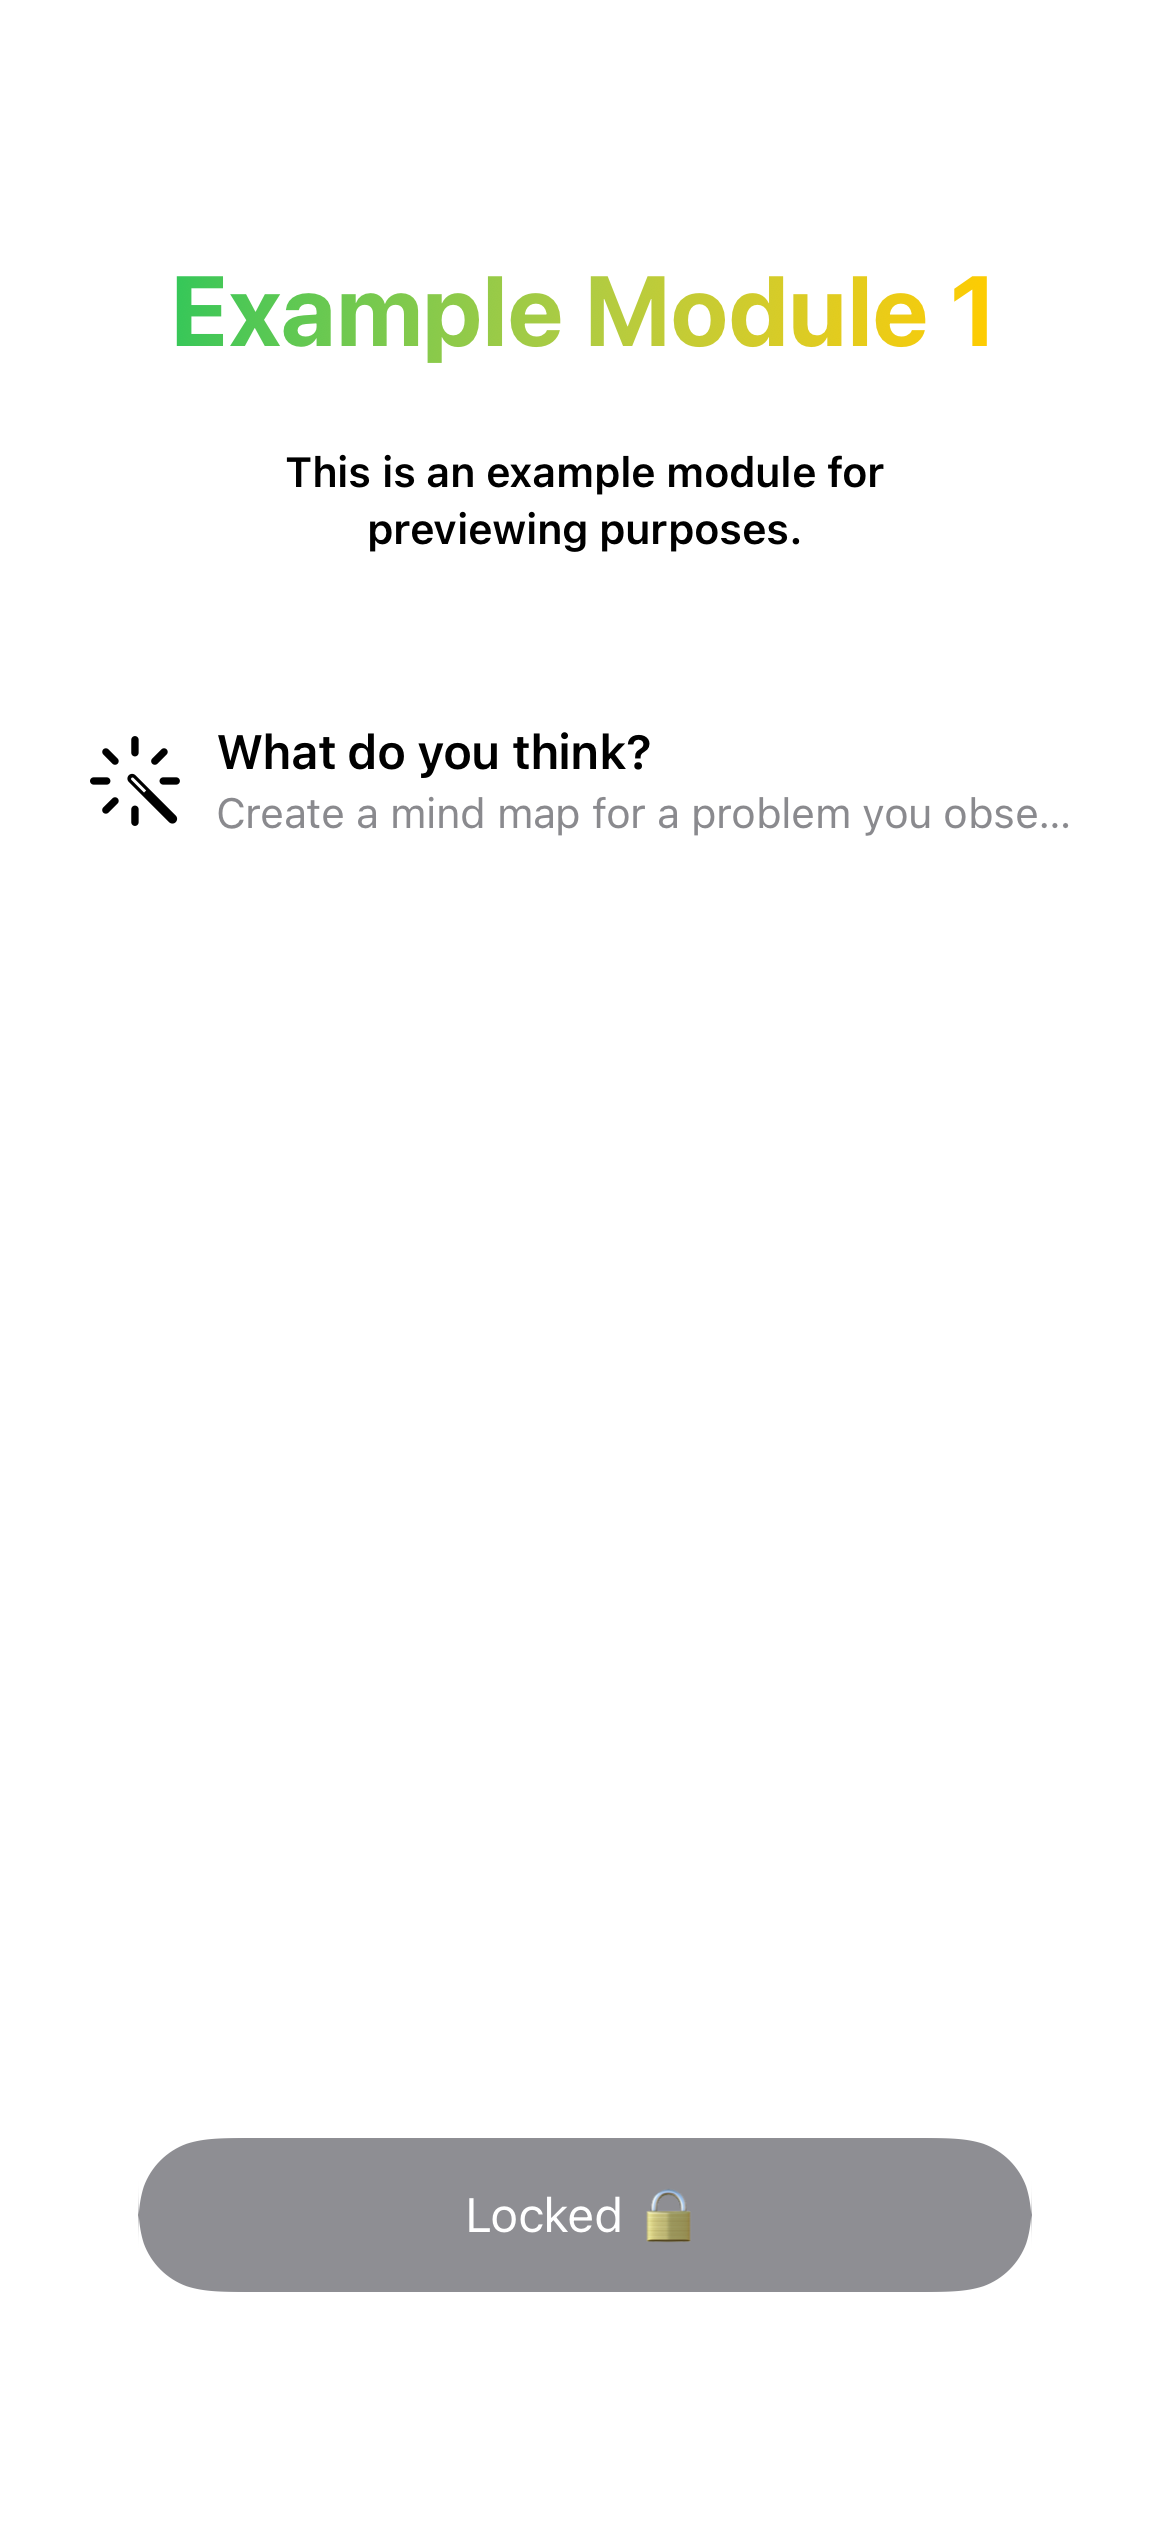 Example Module 1
This is an example module for
previewing purposes.
What do you think?
Create a mind map for a problem you obse...
Locked 🔒